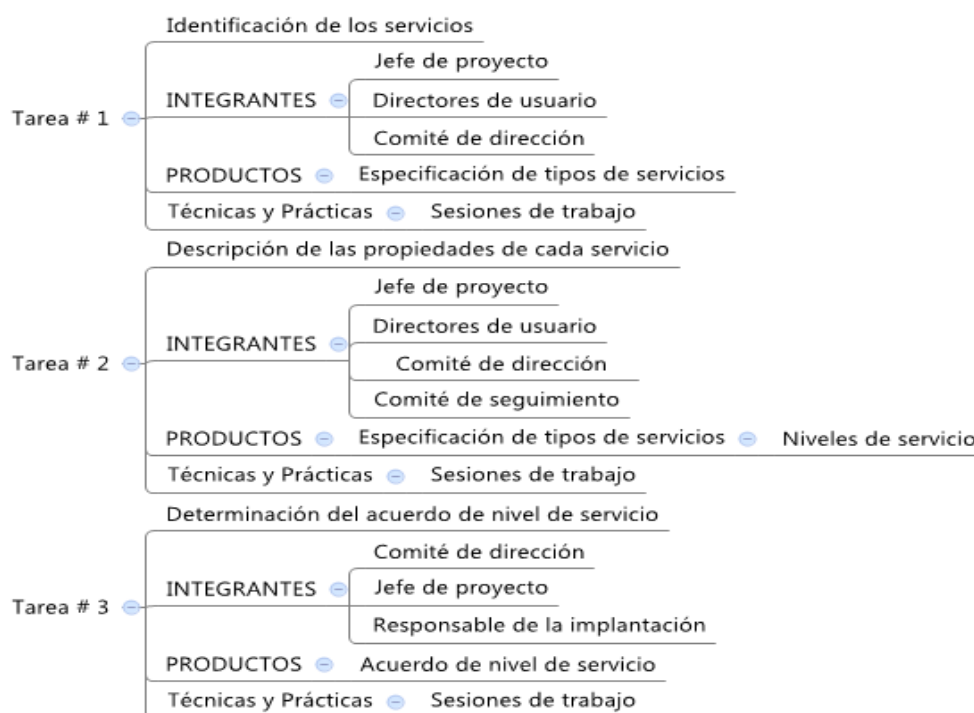 Identificación de los servicios
Jefe de proyecto
INTEGRANTES
Directores de usuario
Tarea # 1
Comité de dirección
PRODUCTOS
Especificación de tipos de servicios
Técnicas y Prácticas
Sesiones de trabajo
Descripción de las propiedades de cada servicio
Jefe de proyecto
Directores de usuario
INTEGRANTES
Tarea # 2
Comité de dirección
Comité de seguimiento
PRODUCTOS
Especificación de tipos de servicios
Niveles de servicio
Técnicas y Prácticas
Sesiones de trabajo
Determinación del acuerdo de nivel de servicio
Comité de dirección
INTEGRANTES
Jefe de proyecto
Tarea # 3
Responsable de la implantación
PRODUCTOS
Acuerdo de nivel de servicio
Técnicas y Prácticas
Sesiones de trabajo